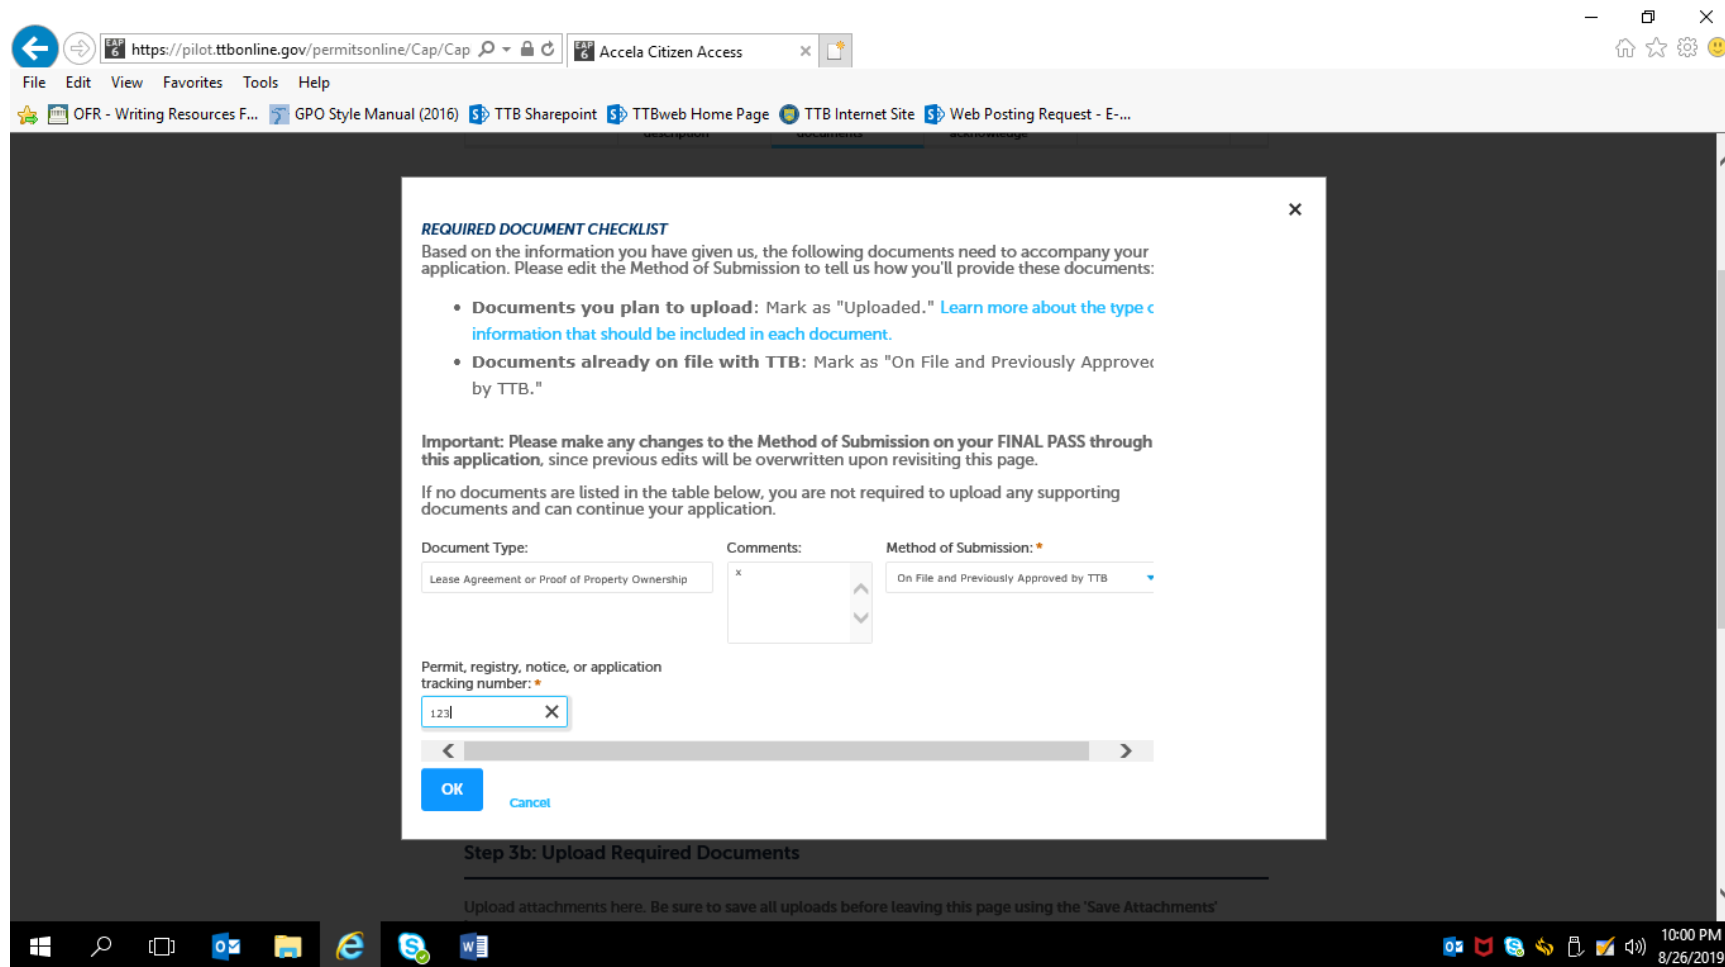 https://pilot.ttbonline.gov/permitsonline/Cap/Cap
Accela Citizen Access
File Edit View Favorites Tools Help
OFR - Writing Resources F... GPO Style Manual (2016) TTB Sharepoint TTBweb Home Page TTB Internet Site Web Posting Request - E-...
description documents acknowledge
REQUIRED DOCUMENT CHECKLIST
Based on the information you have given us, the following documents need to accompany your
application. Please edit the Method of Submission to tell us how you'll provide these documents:
• Documents you plan to upload: Mark as "Uploaded." Learn more about the type
information that should be included in each document.
• Documents already on file with TTB: Mark as "On File and Previously Approved
by TTB."
Important: Please make any changes to the Method of Submission on your FINAL PASS through
this application, since previous edits will be overwritten upon revisiting this page.
If no documents are listed in the table below, you are not required to upload any supporting
documents and can continue your application.
Document Type: Comments: Method of Submission: *
Lease Agreement or Proof of Property Ownership x On File and Previously Approved by TTB
Permit, registry, notice, or application
tracking number: *
123
OK
Cancel
Step 3b: Upload Required Documents
Upload attachments here. Be sure to save all uploads before leaving this page using the 'Save Attachments'
10:00 PM
8/26/2019